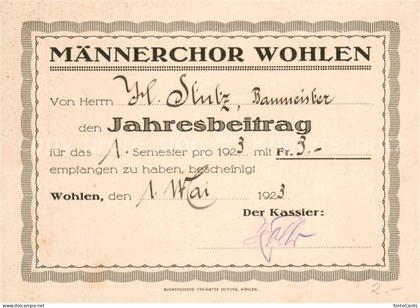 MÄNNERCHOR WOHLEN
Von Herrn Stutz, Baumeister
den Jahresbeitrag
für das 1. Semester pro 1923 mit Fr. 3.-
empfangen zu haben, bescheinigt
Wohlen, den 1. Mai 1923
Der Kassier:
BUCHDRUCKEREI FREIÄMTER ZEITUNG, WOHLEN.
2.-